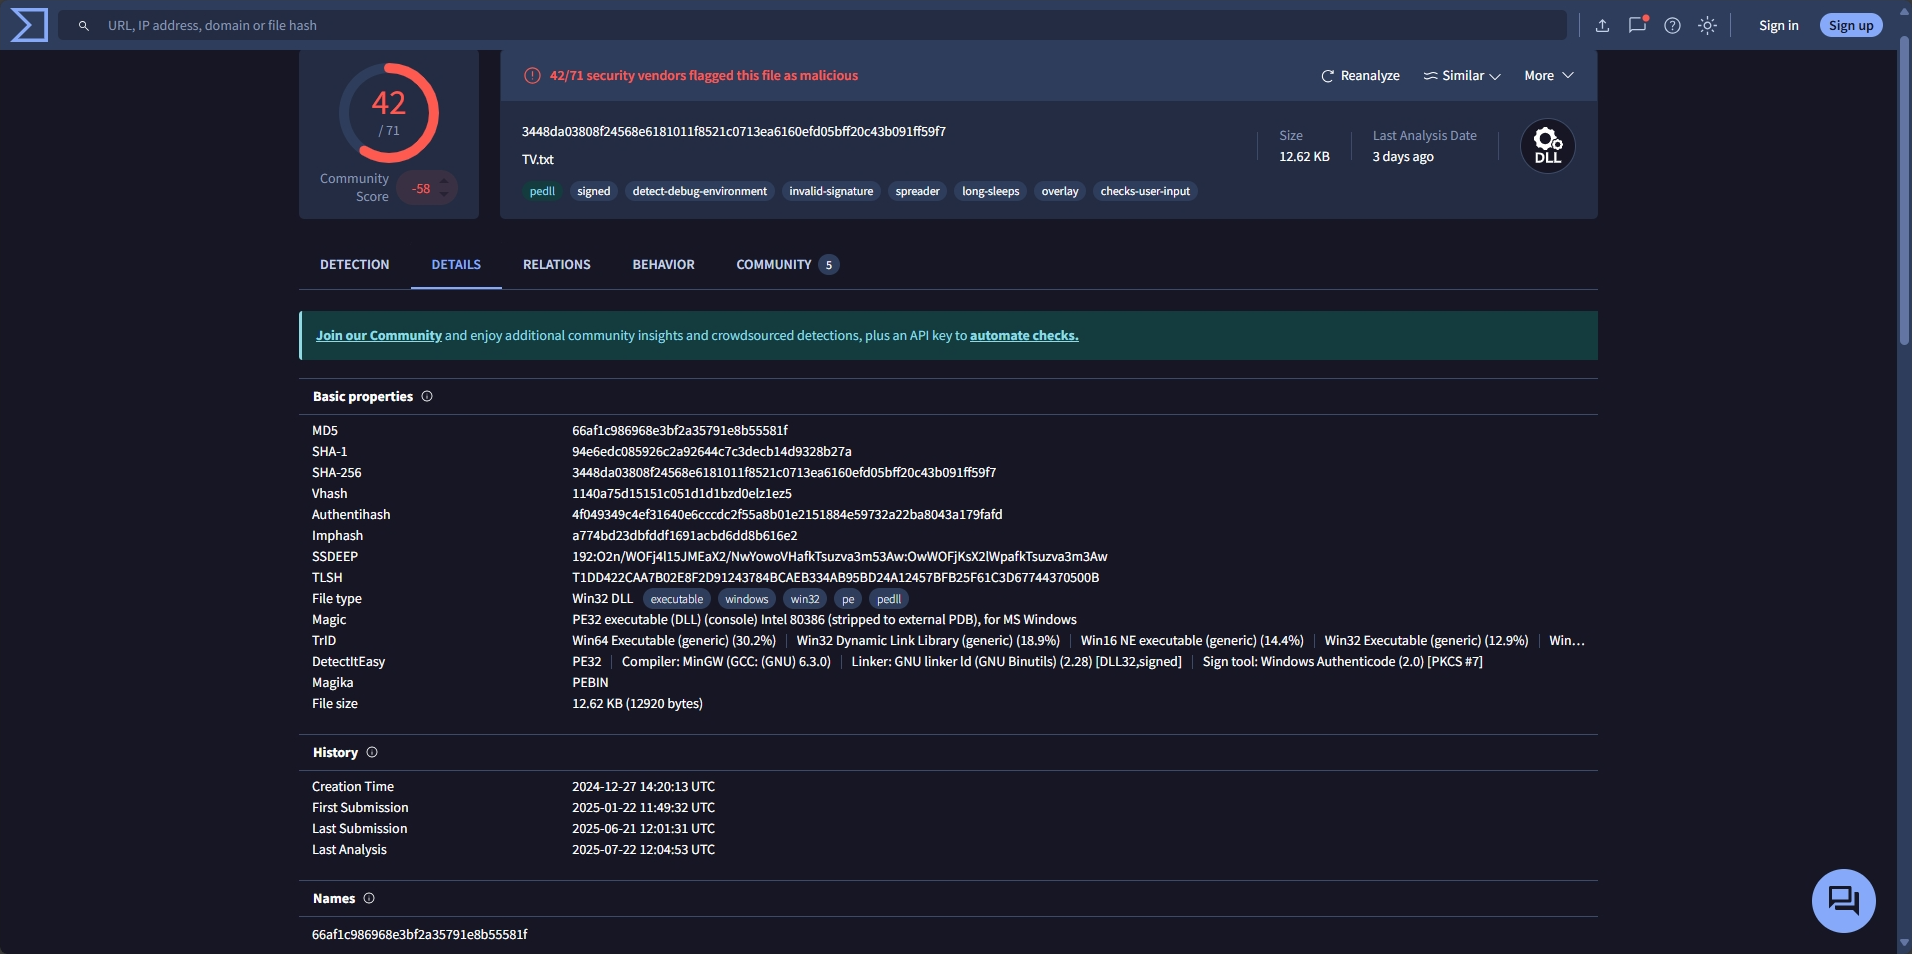 URL, IP address, domain or file hash
Sign in
Sign up
42
/ 71
Community
Score
-58
42/71 security vendors flagged this file as malicious
Reanalyze
Similar
More
3448da03808f24568e6181011f8521c0713ea6160efd05bff20c43b091ff59f7
TV.txt
pedll signed detect-debug-environment invalid-signature spreader long-sleeps overlay checks-user-input
Size
12.62 KB
Last Analysis Date
3 days ago
DLL
DETECTION DETAILS RELATIONS BEHAVIOR COMMUNITY 5
Join our Community and enjoy additional community insights and crowdsourced detections, plus an API key to automate checks.
Basic properties
MD5 66af1c986968e3bf2a35791e8b55581f
SHA-1 94e6edc085926c2a92644c7c3decb14d9328b27a
SHA-256 3448da03808f24568e6181011f8521c0713ea6160efd05bff20c43b091ff59f7
Vhash 1140a75d15151c051d1d1bzd0elz1ez5
Authentihash 4f049349c4ef31640e6cccdc2f55a8b01e2151884e59732a22ba8043a179fafd
Imphash a774bd23dbfddf1691acbd6dd8b616e2
SSDEEP 192:O2n/WOFj4l15JMEaX2/NwYowoVHafkTsuzva3m53Aw:OwWOFjKsX2lWpafkTsuzva3m3Aw
TLSH T1DD422CAA7B02E8F2D91243784BCAEB334AB95BD24A12457BFB25F61C3D67744370500B
File type Win32 DLL executable windows win32 pe pedll
Magic PE32 executable (DLL) (console) Intel 80386 (stripped to external PDB), for MS Windows
TrID Win64 Executable (generic) (30.2%) Win32 Dynamic Link Library (generic) (18.9%) Win16 NE executable (generic) (14.4%) Win32 Executable (generic) (12.9%) Win…
DetectItEasy PE32 Compiler: MinGW (GCC: (GNU) 6.3.0) Linker: GNU linker ld (GNU Binutils) (2.28) [DLL32,signed] Sign tool: Windows Authenticode (2.0) [PKCS #7]
Magika PEBIN
File size 12.62 KB (12920 bytes)
History
Creation Time 2024-12-27 14:20:13 UTC
First Submission 2025-01-22 11:49:32 UTC
Last Submission 2025-06-21 12:01:31 UTC
Last Analysis 2025-07-22 12:04:53 UTC
Names
66af1c986968e3bf2a35791e8b55581f